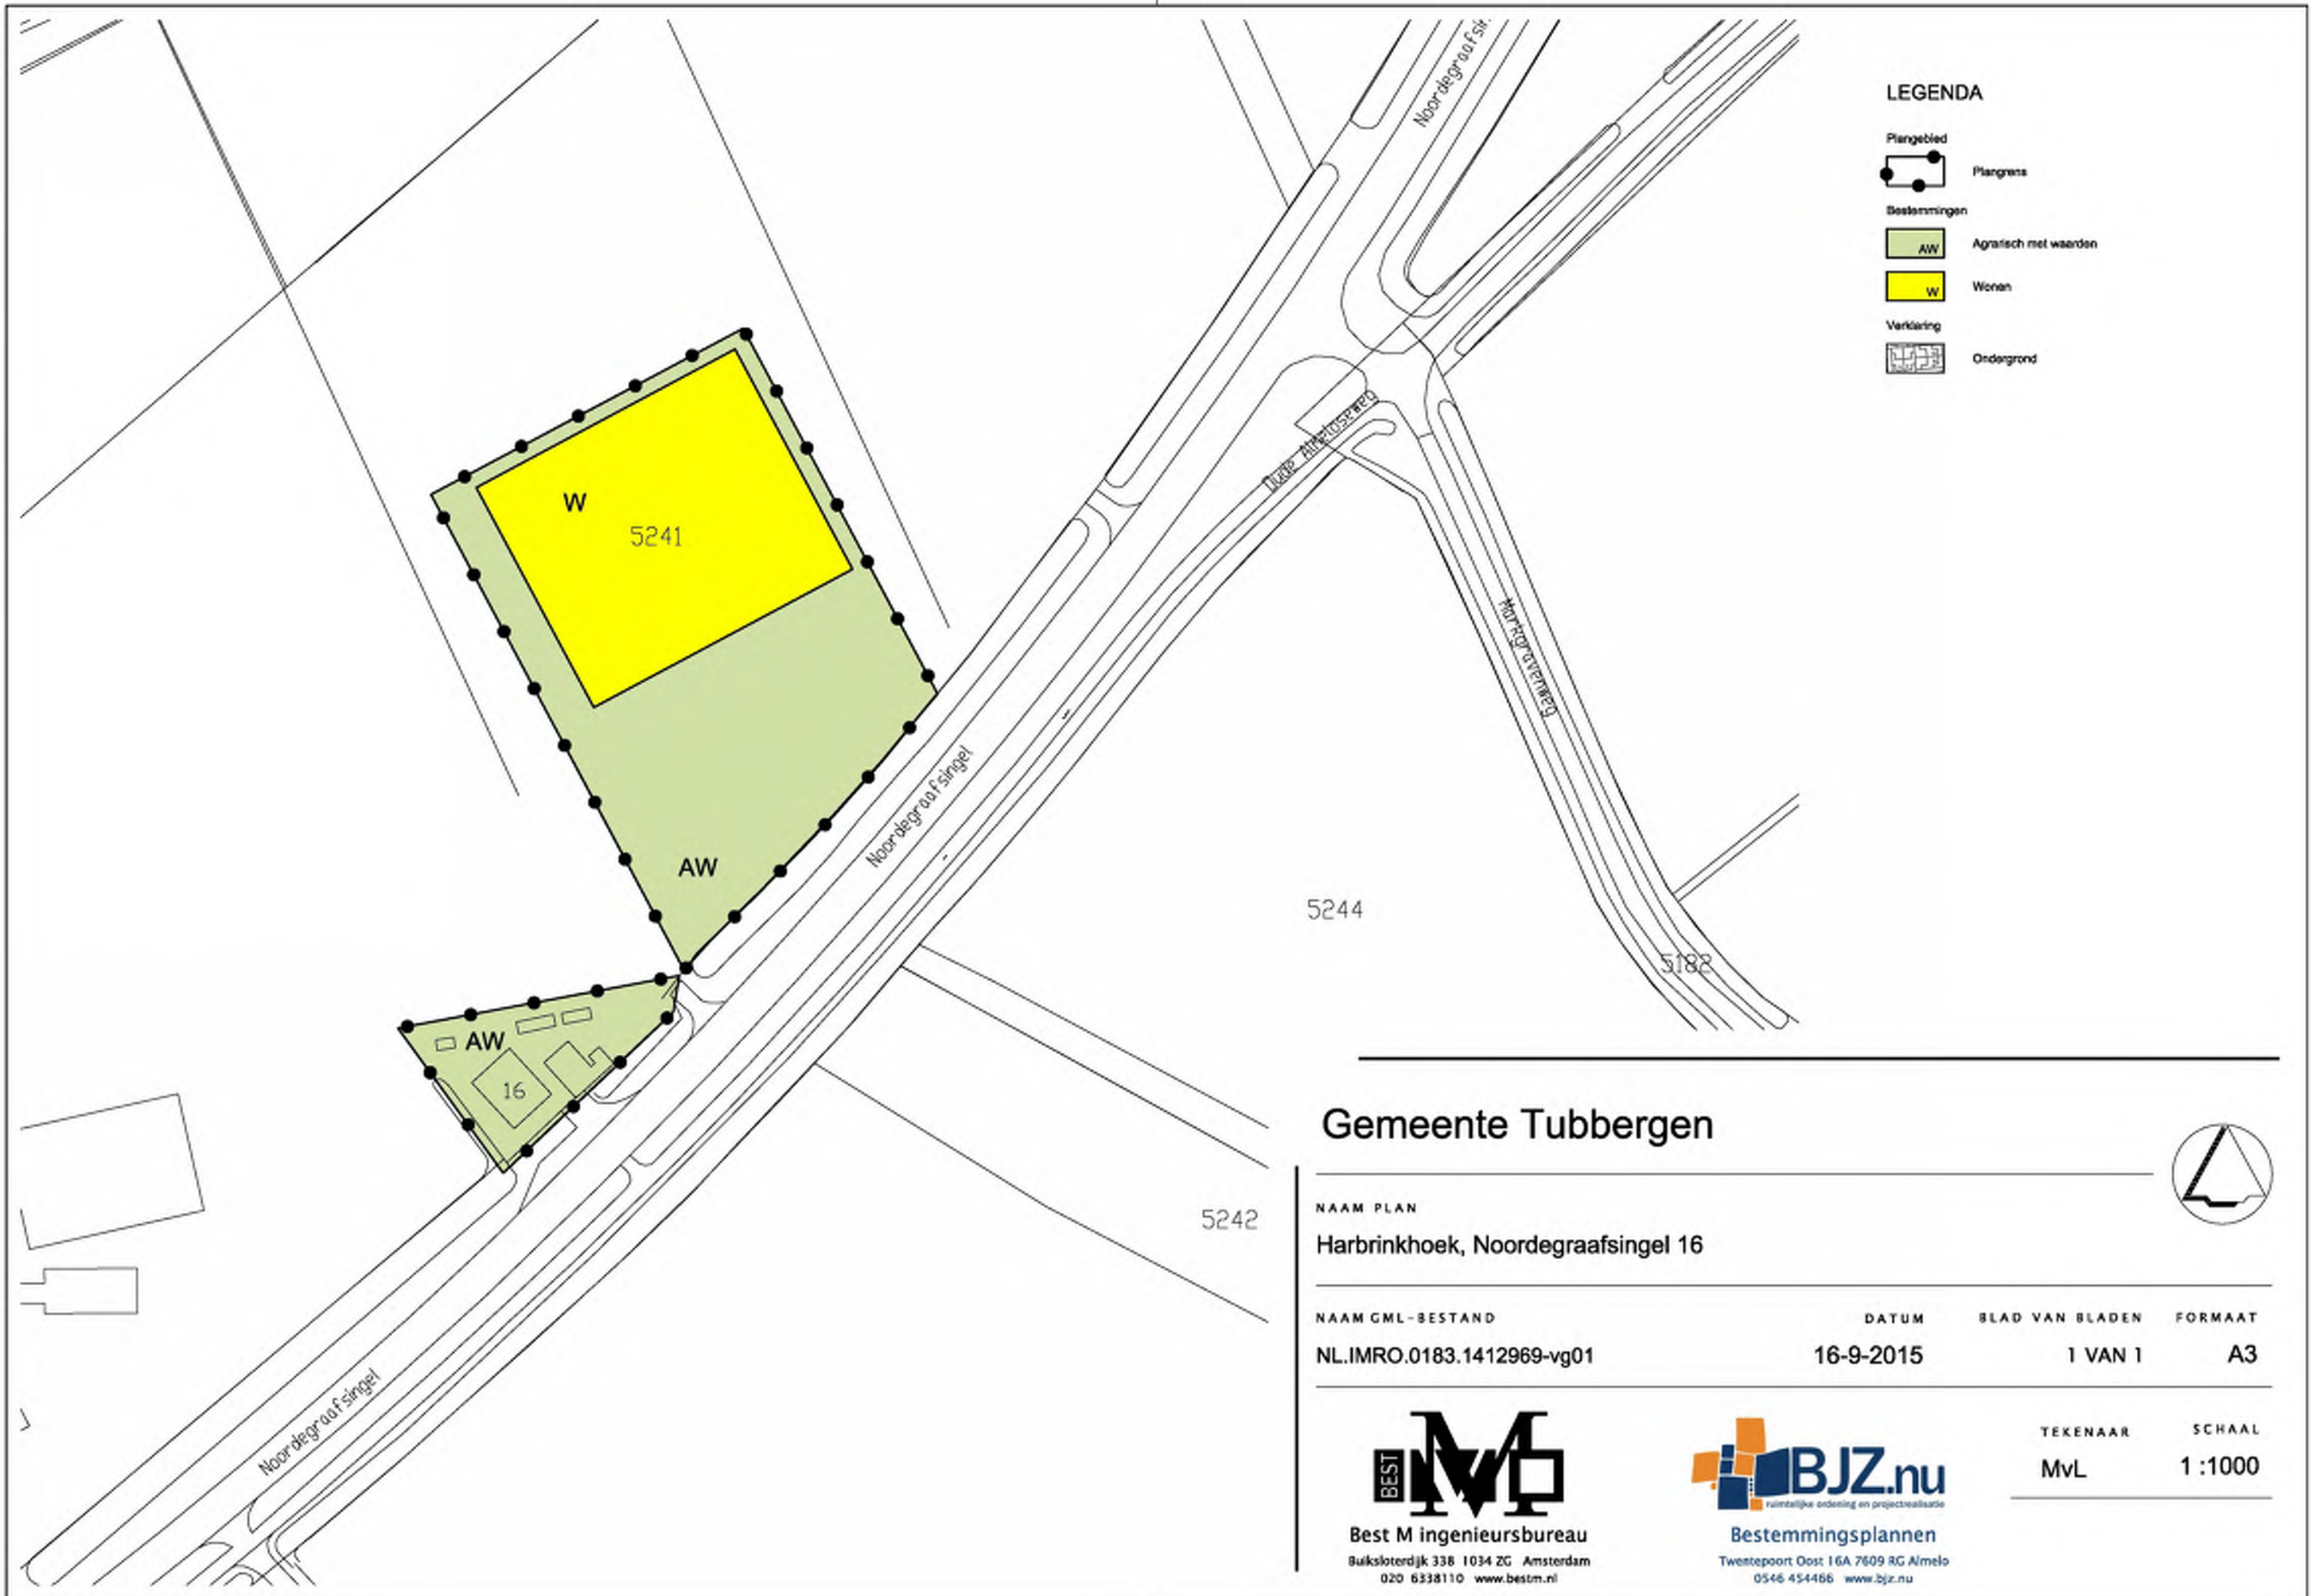 Noordegraafsin
LEGENDA
Plangebied
Plangrens
Bestemmingen
AW
Agrarisch met waarden
W
Wonen
Verklaring
Ondergrond
Oude Almeloseweg
W
5241
Markgravenweg
Noordegraafsingel
AW
5244
5182
AW
16
5242
Noordegraafsingel
Gemeente Tubbergen
NAAM PLAN
Harbrinkhoek, Noordegraafsingel 16
NAAM GML-BESTAND
NL.IMRO.0183.1412969-vg01
DATUM
16-9-2015
BLAD VAN BLADEN
1 VAN 1
FORMAAT
A3
BEST
M
Best M ingenieursbureau
Buiksloterdijk 338 1034 ZG Amsterdam
020 6338110 www.bestm.nl
BJZ.nu
ruimtelijke ordening en projectrealisatie
Bestemmingsplannen
Twentepoort Oost 16A 7609 RG Almelo
0546 454466 www.bjz.nu
TEKENAAR
MvL
SCHAAL
1 :1000